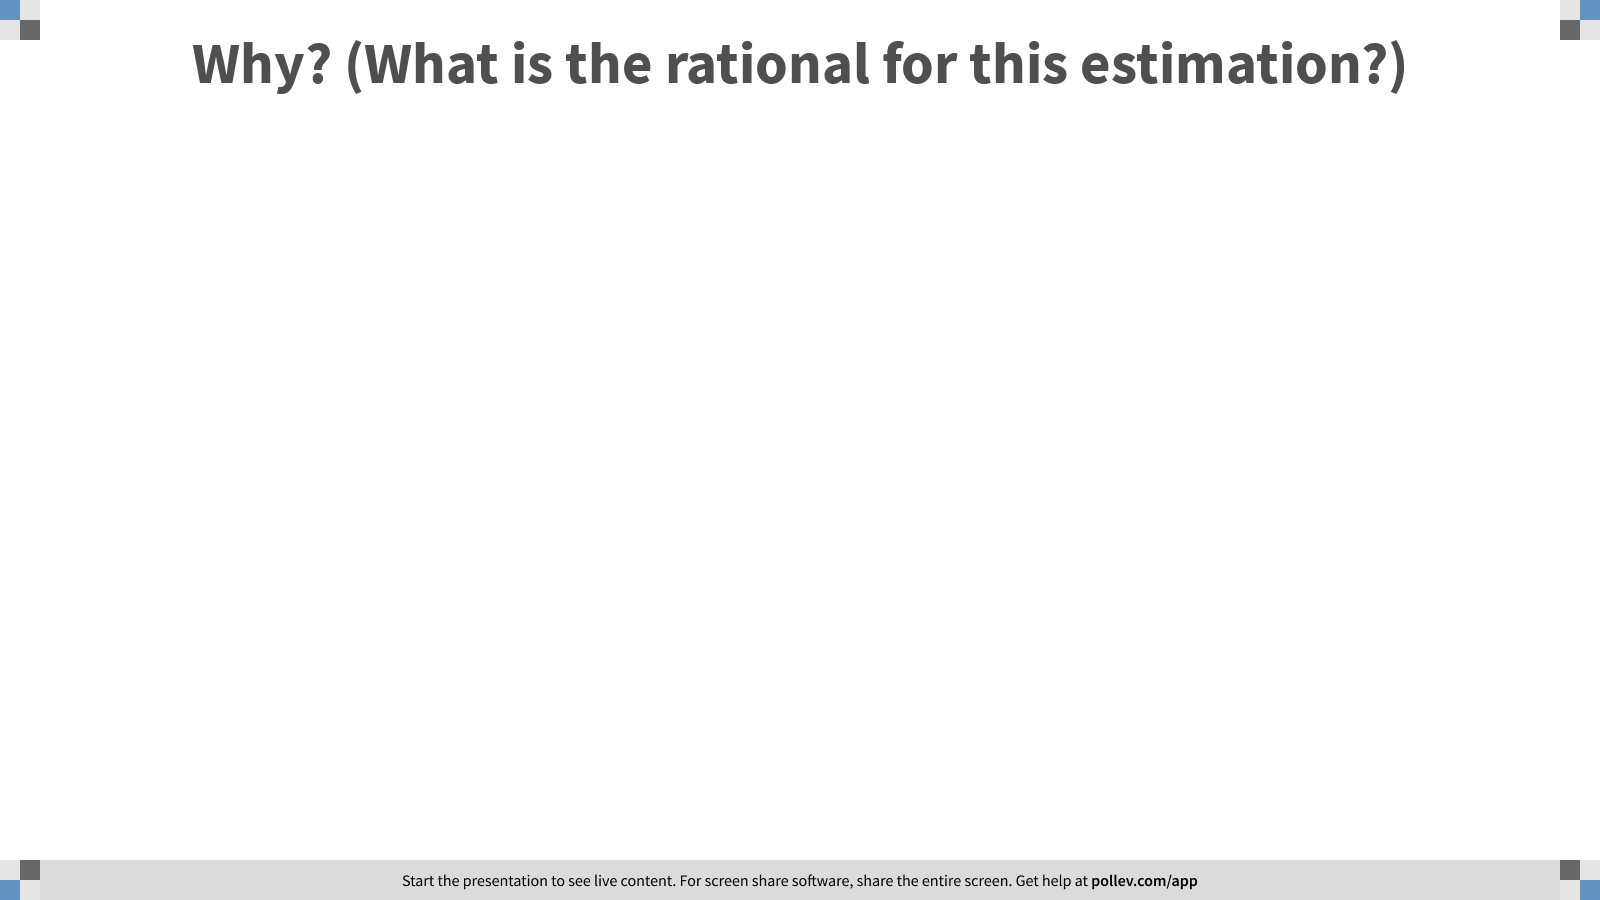 Why? (What is the rational for this estimation?)
Start the presentation to see live content. For screen share software, share the entire screen. Get help at pollev.com/app